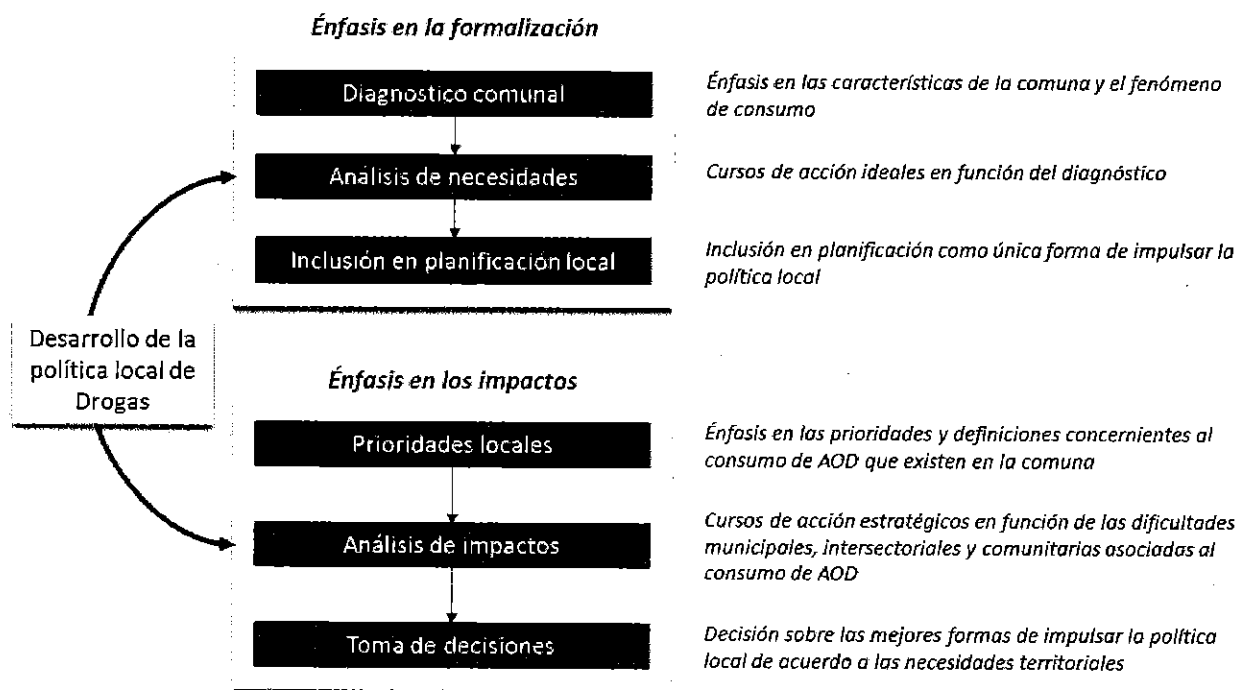 Énfasis en la formalización
Diagnostico comunal
Énfasis en las características de la comuna y el fenómeno
de consumo
Análisis de necesidades
Cursos de acción ideales en función del diagnóstico
Inclusión en planificación local
Inclusión en planificación como única forma de impulsar la
política local
Desarrollo de la
política local de
Drogas
Énfasis en los impactos
Prioridades locales
Énfasis en las prioridades y definiciones concernientes al
consumo de AOD que existen en la comuna
Análisis de impactos
Cursos de acción estratégicos en función de las dificultades
municipales, intersectoriales y comunitarias asociadas al
consumo de AOD
Toma de decisiones
Decisión sobre las mejores formas de impulsar la política
local de acuerdo a las necesidades territoriales